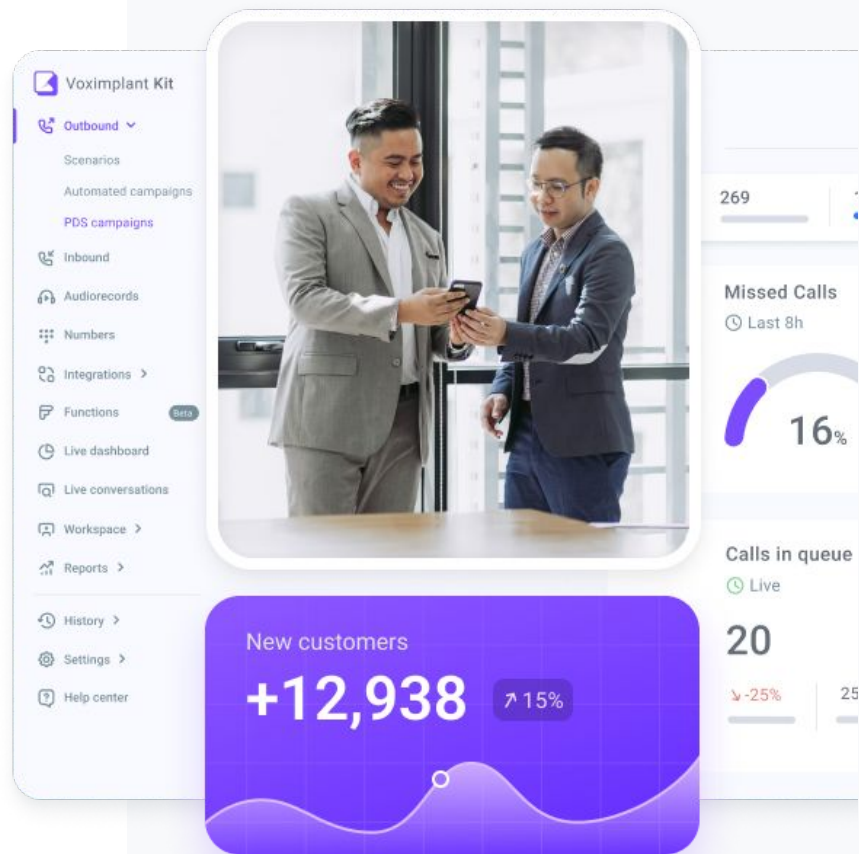 Voximplant Kit
Outbound
Scenarios
Automated campaigns
PDS campaigns
Inbound
Audiorecords
Numbers
Integrations
Functions
Beta
Live dashboard
Live conversations
Workspace
Reports
History
Settings
Help center
New customers
+12,938
15%
269
Missed Calls
Last 8h
16%
Calls in queue
Live
20
-25%
25